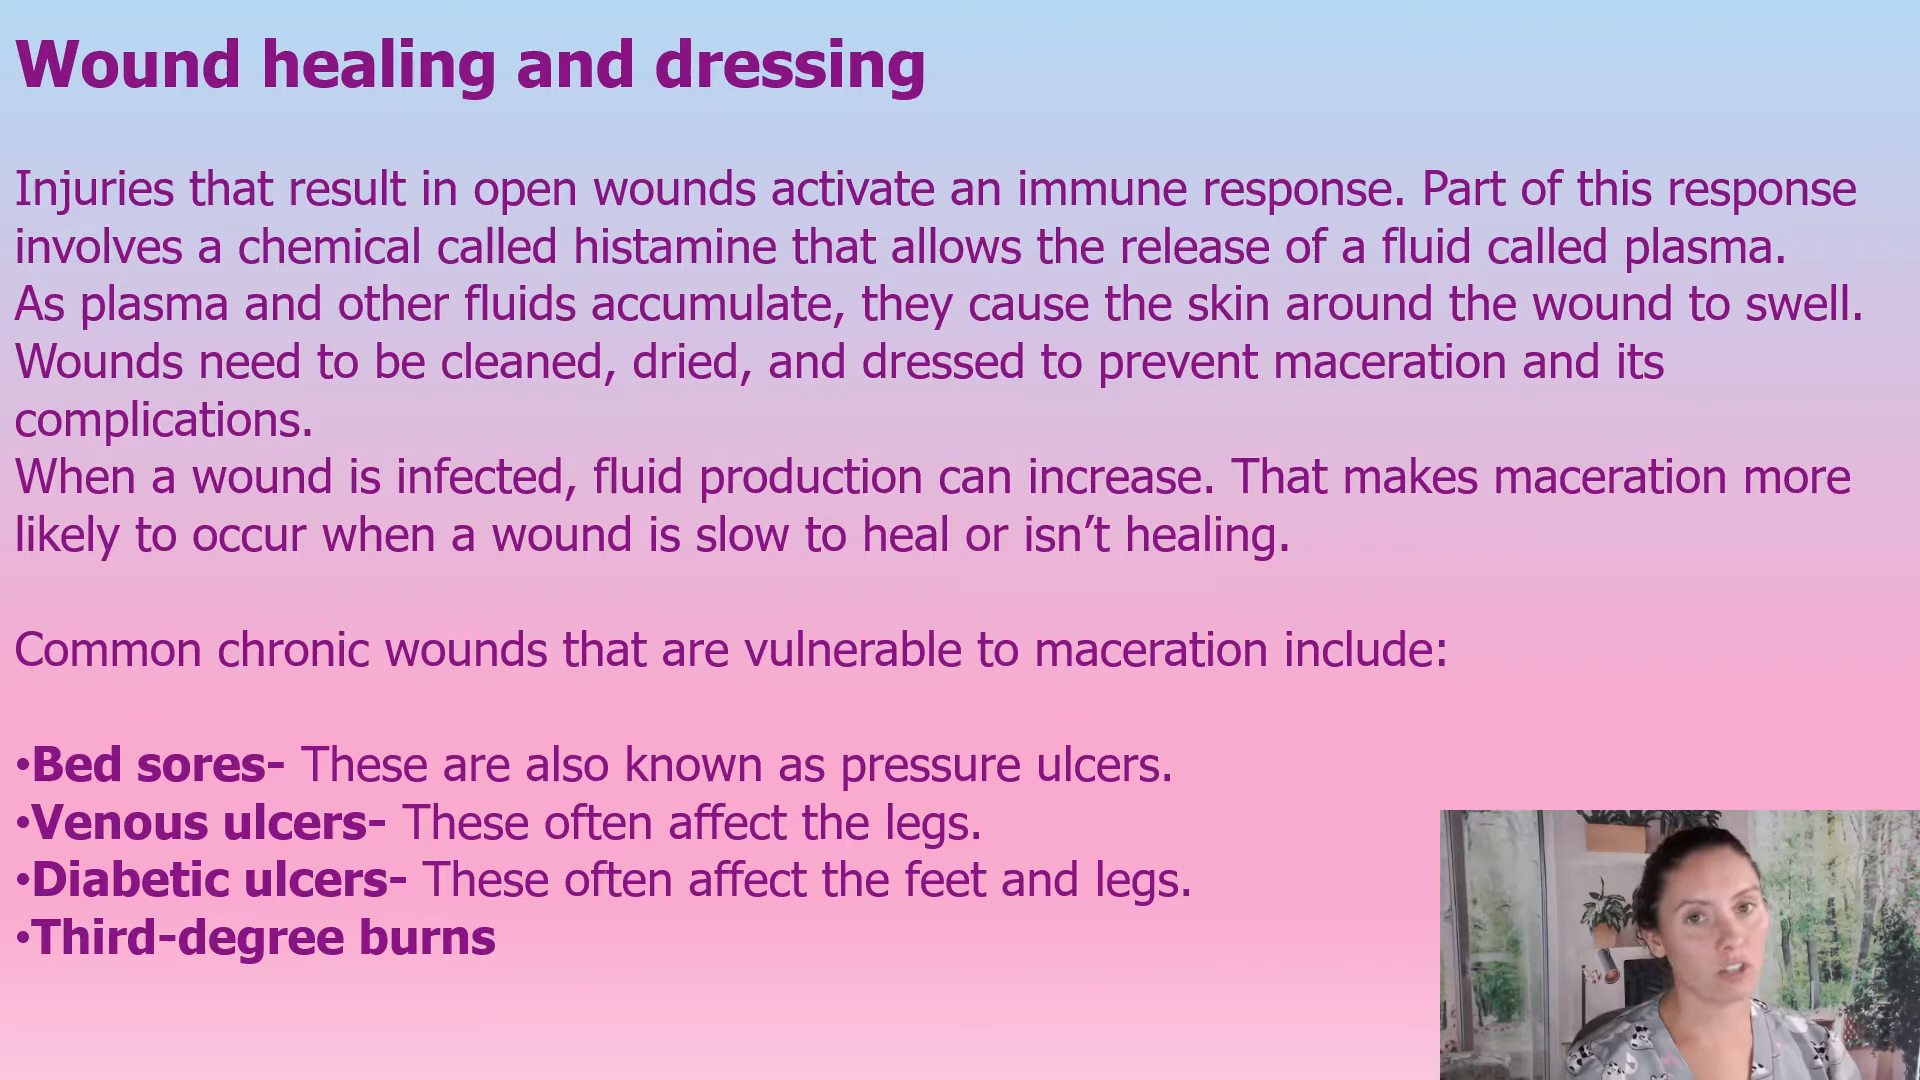 Wound healing and dressing
Injuries that result in open wounds activate an immune response. Part of this response
involves a chemical called histamine that allows the release of a fluid called plasma.
As plasma and other fluids accumulate, they cause the skin around the wound to swell.
Wounds need to be cleaned, dried, and dressed to prevent maceration and its
complications.
When a wound is infected, fluid production can increase. That makes maceration more
likely to occur when a wound is slow to heal or isn’t healing.
Common chronic wounds that are vulnerable to maceration include:
•Bed sores- These are also known as pressure ulcers.
•Venous ulcers- These often affect the legs.
•Diabetic ulcers- These often affect the feet and legs.
•Third-degree burns